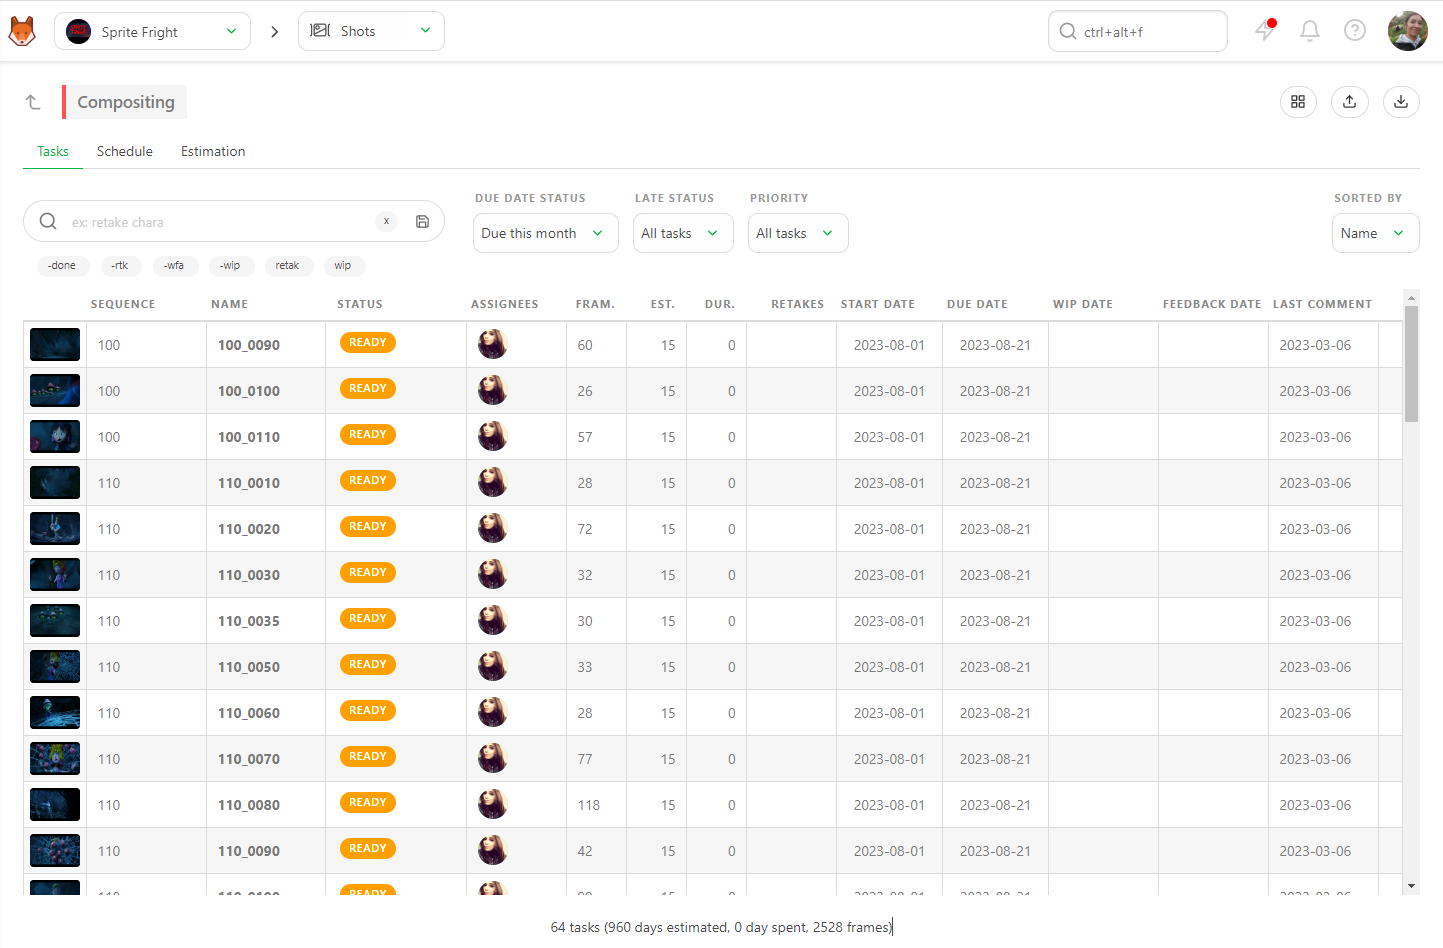 Sprite Fright > Shots ctrl+alt+f
Compositing
Tasks Schedule Estimation
DUE DATE STATUS LATE STATUS PRIORITY SORTED BY
ex: retake chara x Due this month All tasks All tasks Name
-done -rtk -wfa -wip retak wip
SEQUENCE NAME STATUS ASSIGNEES FRAM. EST. DUR. RETAKES START DATE DUE DATE WIP DATE FEEDBACK DATE LAST COMMENT
100 100_0090 READY 60 15 0 2023-08-01 2023-08-21 2023-03-06
100 100_0100 READY 26 15 0 2023-08-01 2023-08-21 2023-03-06
100 100_0110 READY 57 15 0 2023-08-01 2023-08-21 2023-03-06
110 110_0010 READY 28 15 0 2023-08-01 2023-08-21 2023-03-06
110 110_0020 READY 72 15 0 2023-08-01 2023-08-21 2023-03-06
110 110_0030 READY 32 15 0 2023-08-01 2023-08-21 2023-03-06
110 110_0035 READY 30 15 0 2023-08-01 2023-08-21 2023-03-06
110 110_0050 READY 33 15 0 2023-08-01 2023-08-21 2023-03-06
110 110_0060 READY 28 15 0 2023-08-01 2023-08-21 2023-03-06
110 110_0070 READY 77 15 0 2023-08-01 2023-08-21 2023-03-06
110 110_0080 READY 118 15 0 2023-08-01 2023-08-21 2023-03-06
110 110_0090 READY 42 15 0 2023-08-01 2023-08-21 2023-03-06
READY
64 tasks (960 days estimated, 0 day spent, 2528 frames)